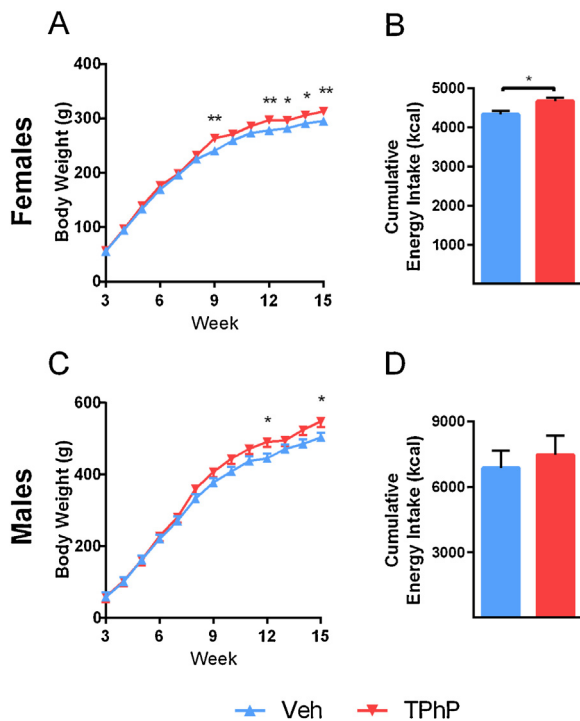 A
Females
Body Weight (g)
400
300
200
100
0
** ** * * **
3 6 9 12 15
Week
B
Cumulative
Energy Intake (kcal)
5000
4000
3000
2000
1000
*
C
Males
Body Weight (g)
600
400
200
0
* *
3 6 9 12 15
Week
D
Cumulative
Energy Intake (kcal)
9000
6000
3000
Veh TPhP